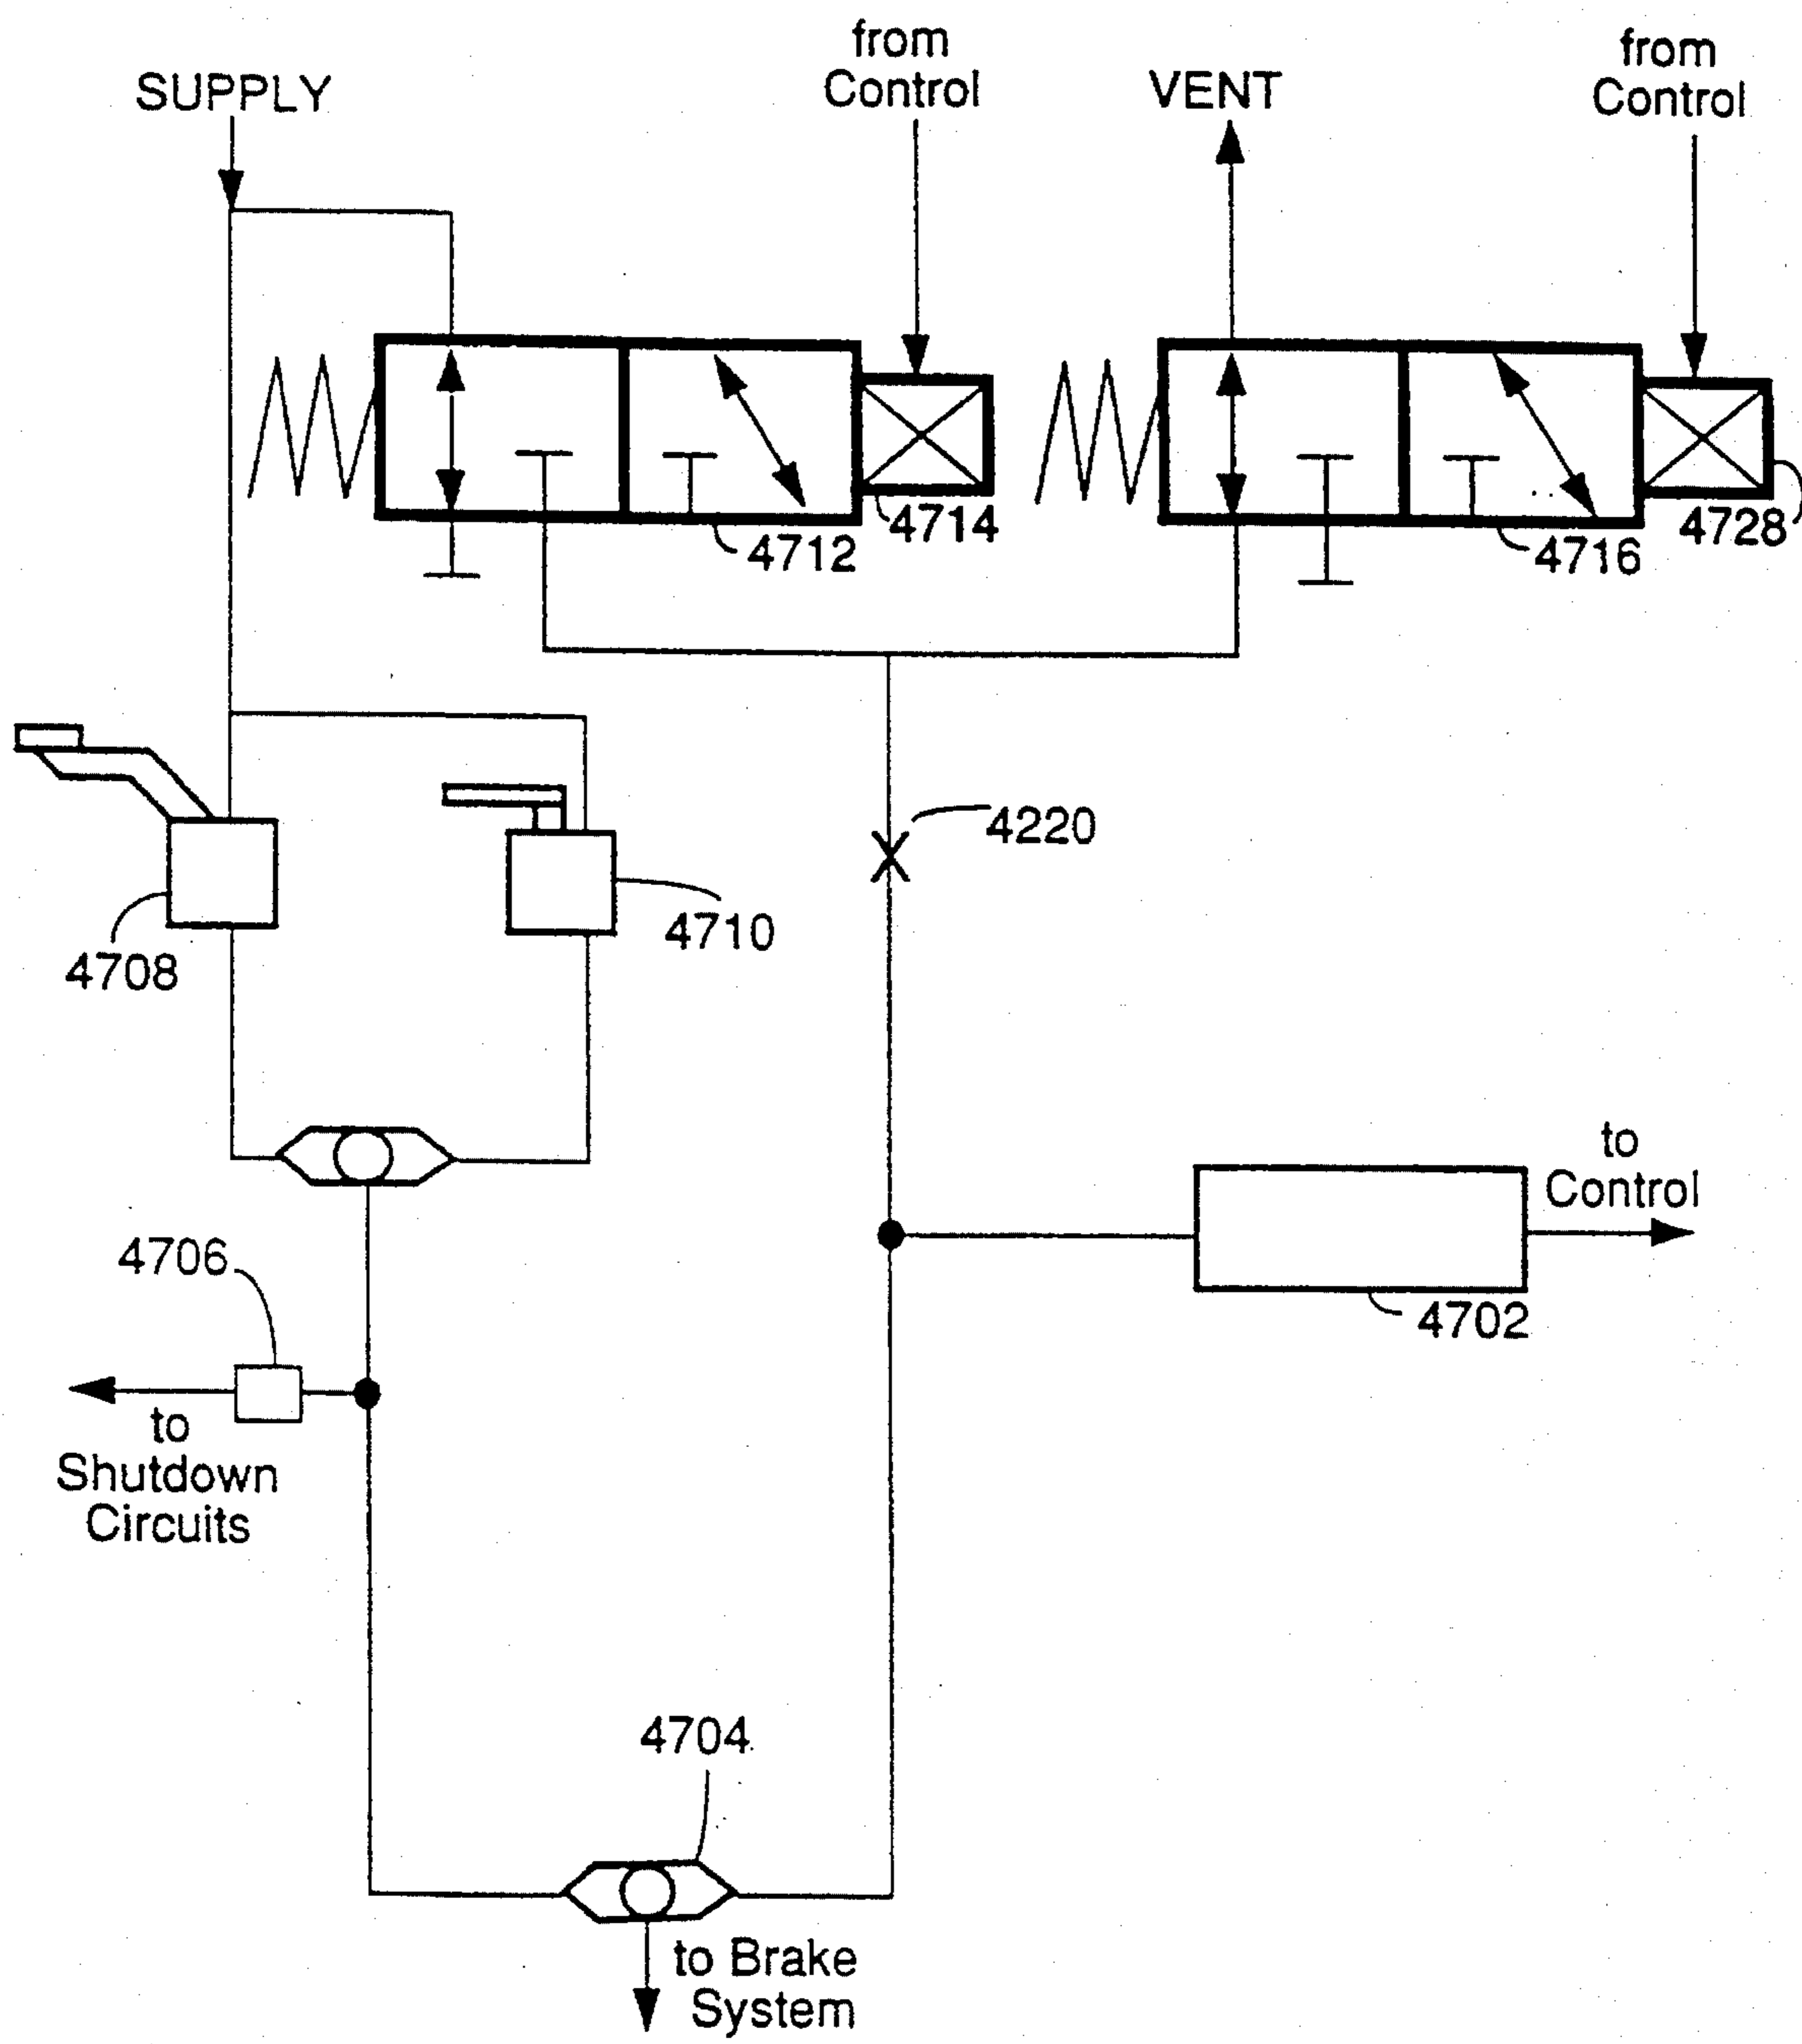 SUPPLY
from
Control
VENT
from
Control
4714
4712
4728
4716
4220
4710
4708
to
Control
4706
4702
to
Shutdown
Circuits
4704
to Brake
System